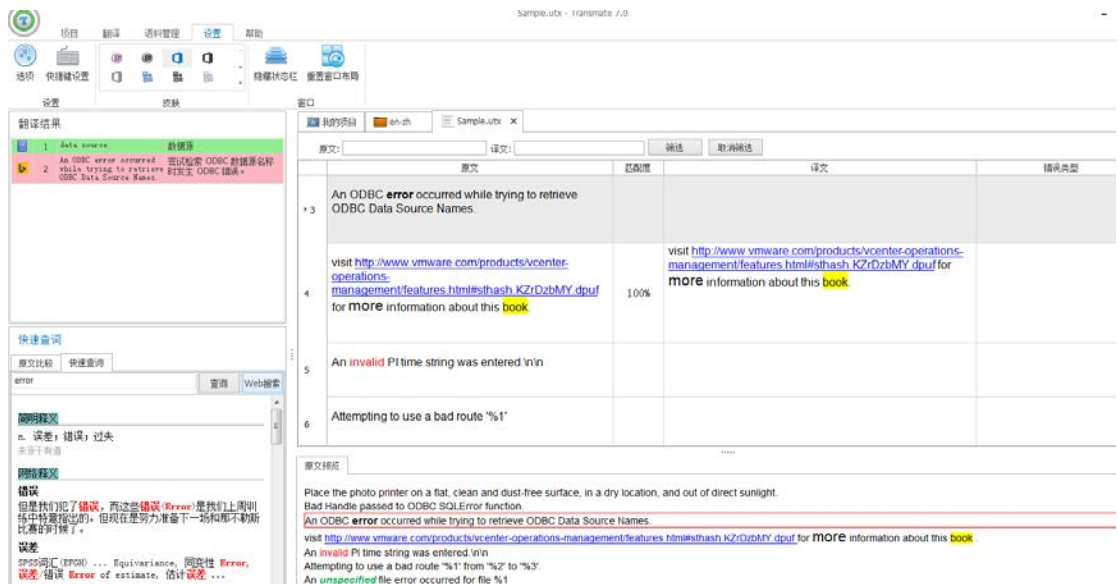 Sample.utx - Transmate 7.0
项目 翻译 语料管理 设置 帮助
选项 快捷键设置 隐藏状态栏 重置窗口布局
设置 皮肤 窗口
翻译结果
1 data source 数据源
2 An ODBC error occurred while trying to retrieve ODBC Data Source Names. 尝试检索 ODBC 数据源名称时发生 ODBC 错误。
我的项目 en-zh Sample.utx ×
原文: 译文: 筛选 取消筛选
原文 匹配度 译文 错误类型
3 An ODBC error occurred while trying to retrieve
ODBC Data Source Names.
4 visit http://www.vmware.com/products/vcenter-
operations-
management/features.html#sthash.KZrDzbMY.dpuf
for more information about this book.
100%
visit http://www.vmware.com/products/vcenter-operations-
management/features.html#sthash.KZrDzbMY.dpuf for
more information about this book.
5 An invalid PI time string was entered.\n\n
6 Attempting to use a bad route '%1'
快速查词
原文比较 快速查询
error 查询 Web搜索
简明释义
n. 误差；错误；过失
来源于有道
网络释义
错误
但是我们犯了错误，而这些错误(Error)是我们上周训
练中特意指出的。但现在是努力准备下一场和那不勒斯
比赛的时候了。
误差
SPSS词汇(EPGH) ... Equivariance, 同变性 Error,
误差/错误 Error of estimate, 估计误差 ...
原文预览
Place the photo printer on a flat, clean and dust-free surface, in a dry location, and out of direct sunlight.
Bad Handle passed to ODBC SQLError function.
An ODBC error occurred while trying to retrieve ODBC Data Source Names.
visit http://www.vmware.com/products/vcenter-operations-management/features.html#sthash.KZrDzbMY.dpuf for more information about this book.
An invalid PI time string was entered.\n\n
Attempting to use a bad route '%1' from '%2' to '%3'.
An unspecified file error occurred for file %1